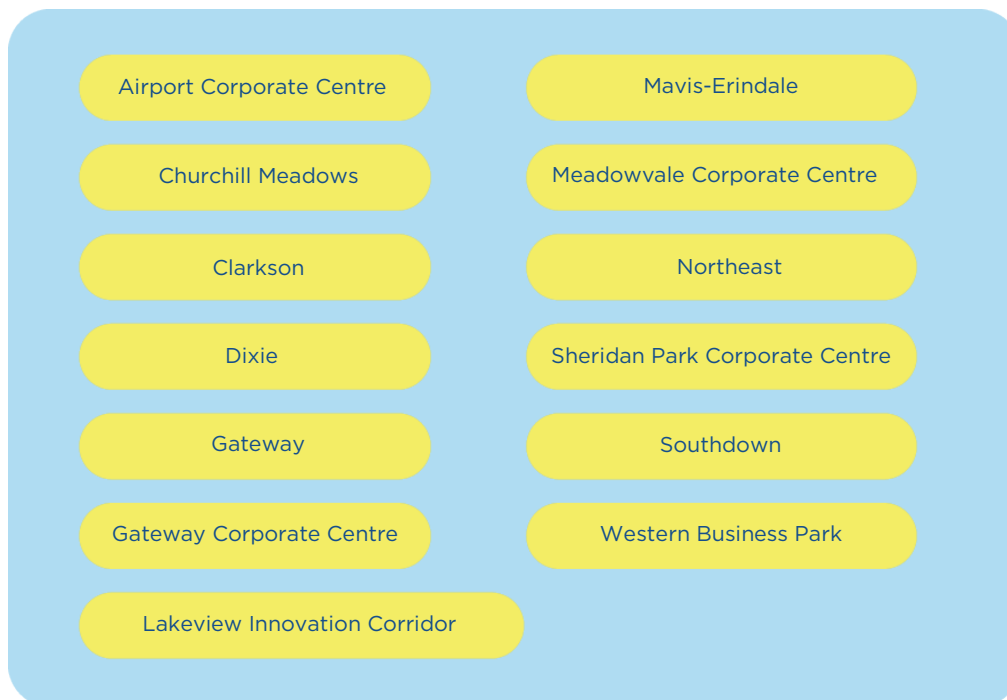 Airport Corporate Centre
Churchill Meadows
Clarkson
Dixie
Gateway
Gateway Corporate Centre
Lakeview Innovation Corridor
Mavis-Erindale
Meadowvale Corporate Centre
Northeast
Sheridan Park Corporate Centre
Southdown
Western Business Park